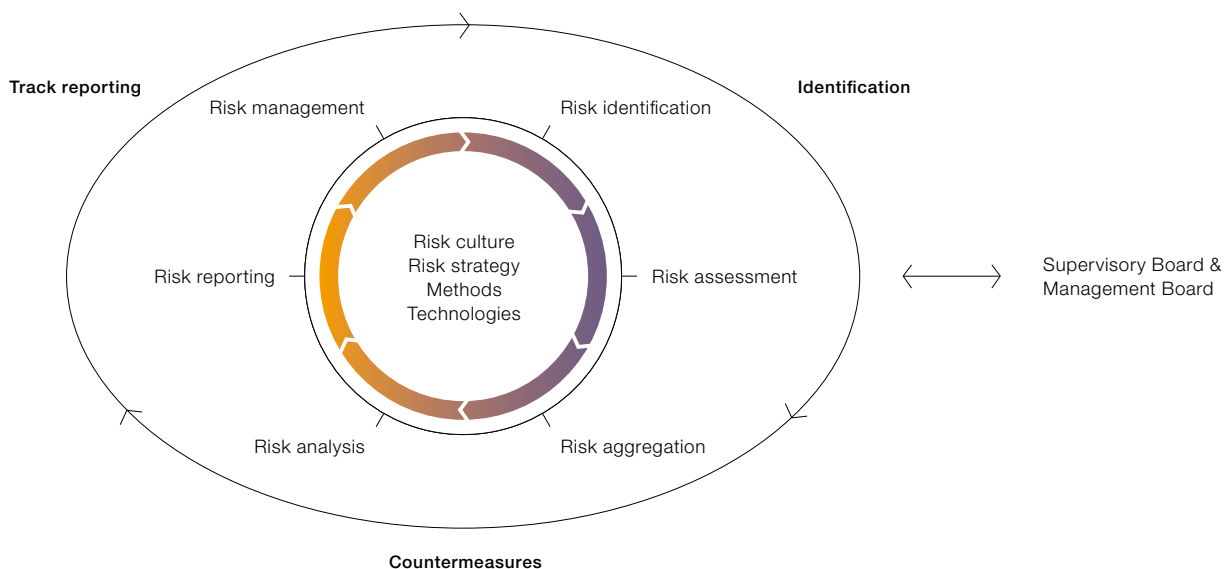 Track reporting
Identification
Risk management
Risk identification
Risk culture
Risk strategy
Methods
Technologies
Risk reporting
Risk assessment
Supervisory Board &
Management Board
Risk analysis
Risk aggregation
Countermeasures